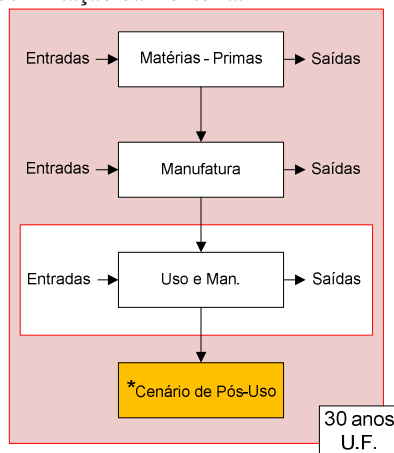 Entradas Matérias - Primas Saídas
Entradas Manufatura Saídas
Entradas Uso e Man. Saídas
*Cenário de Pós-Uso
30 anos
U.F.